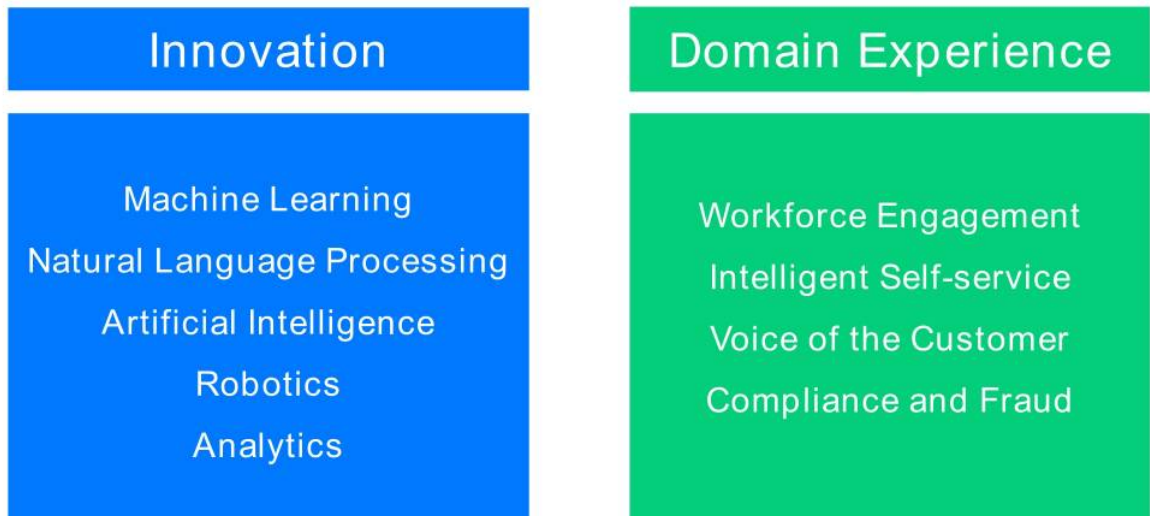 Innovation
Machine Learning
Natural Language Processing
Artificial Intelligence
Robotics
Analytics
Domain Experience
Workforce Engagement
Intelligent Self-service
Voice of the Customer
Compliance and Fraud